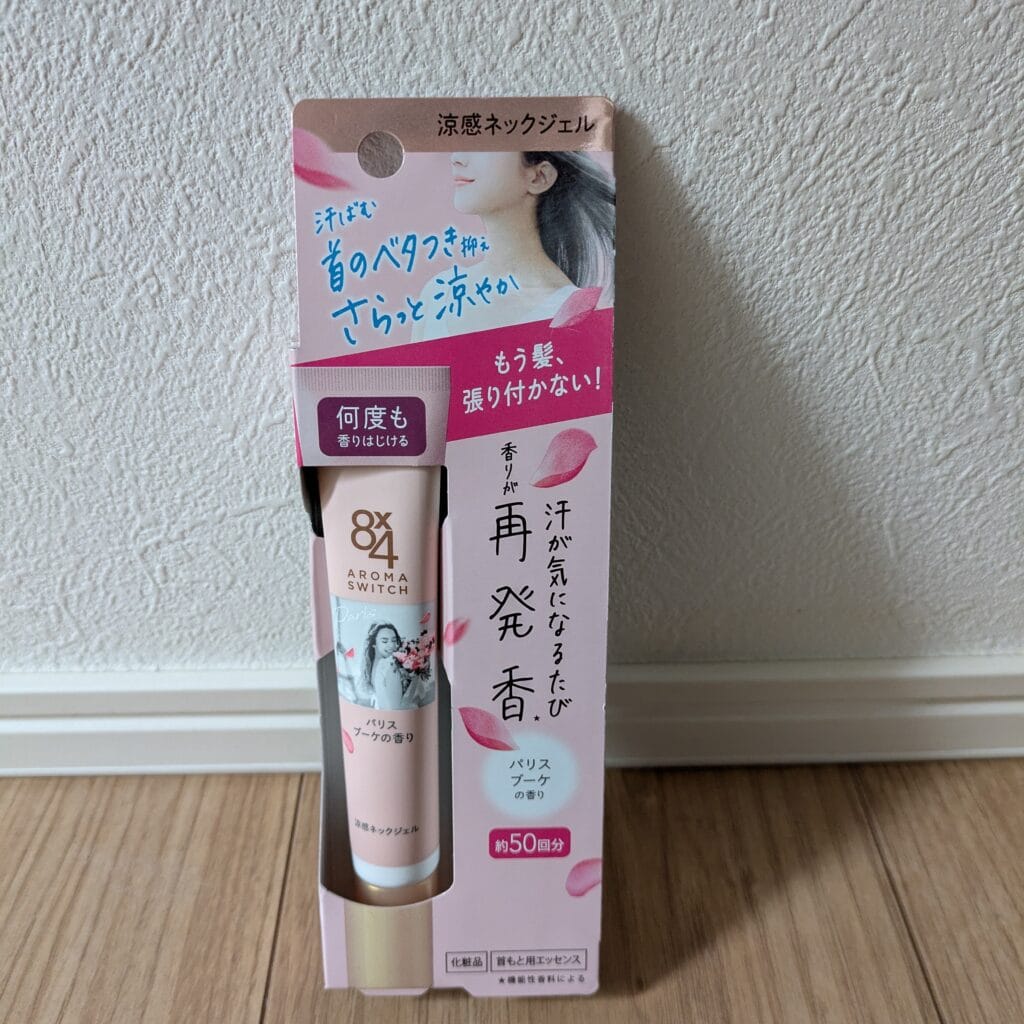 涼感ネックジェル
汗ばむ
首のベタつき抑え
さらっと涼やか
もう髪、
張り付かない!
何度も
香りはじける
汗が気になるたび
香りが
再発香★
8x4
AROMA
SWITCH
パリス
ブーケの香り
涼感ネックジェル
パリス
ブーケ
の香り
約50回分
化粧品 首もと用エッセンス
★機能性香料による